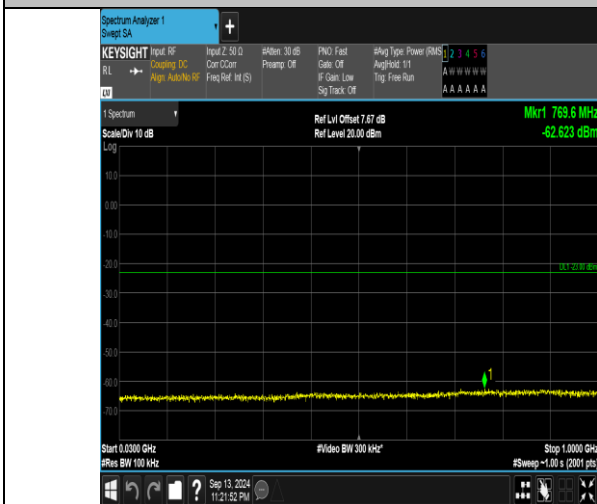 Spectrum Analyzer 1
Swept SA
+
KEYSIGHT Input: RF Input Z: 50 Ω #Atten: 30 dB PNO: Fast #Avg Type: Power (RMS 1 2 3 4 5 6
RL Coupling: DC Corr CCorr Preamp: Off Gate: Off Avg|Hold: 1/1 A W W W W W
Align: Auto/No RF Freq Ref: Int (S) IF Gain: Low Trig: Free Run
Sig Track: Off A A A A A A
LXI
1 Spectrum Ref Lvl Offset 7.67 dB Mkr1 769.6 MHz
Scale/Div 10 dB Ref Level 20.00 dBm -62.623 dBm
Log
10.0
0.00
-10.0
-20.0
DL1 -23.00 dBm
-30.0
-40.0
-50.0
1
-60.0
-70.0
Start 0.0300 GHz #Video BW 300 kHz* Stop 1.0000 GHz
#Res BW 100 kHz #Sweep ~1.00 s (2001 pts
? Sep 13, 2024
11:21:52 PM